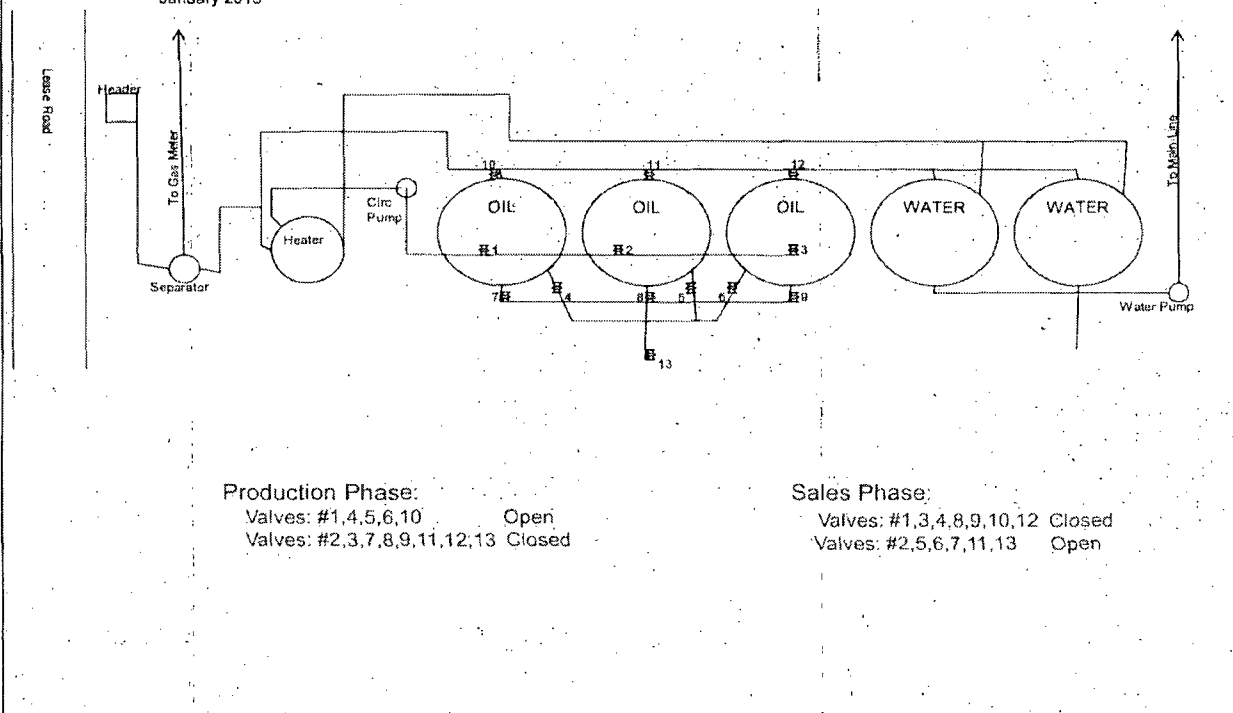 Lease Road
Header
To Gas Meter
To Main Line
10
11
12
OIL
OIL
OIL
WATER
WATER
Circ
Pump
Heater
1
2
3
Separator
7
4
8
5
6
9
Water Pump
13
Production Phase:
Valves: #1,4,5,6,10 Open
Valves: #2,3,7,8,9,11,12,13 Closed
Sales Phase:
Valves: #1,3,4,8,9,10,12 Closed
Valves: #2,5,6,7,11,13 Open